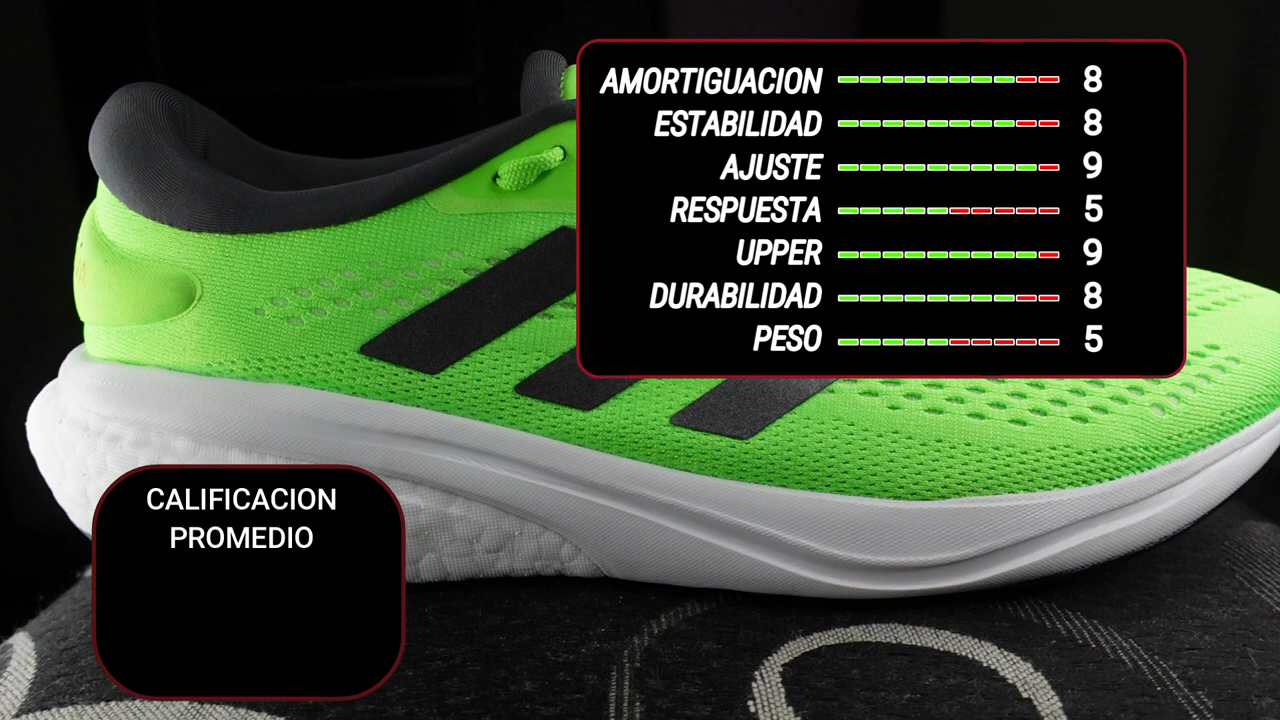 AMORTIGUACION 8
ESTABILIDAD 8
AJUSTE 9
RESPUESTA 5
UPPER 9
DURABILIDAD 8
PESO 5
CALIFICACION
PROMEDIO